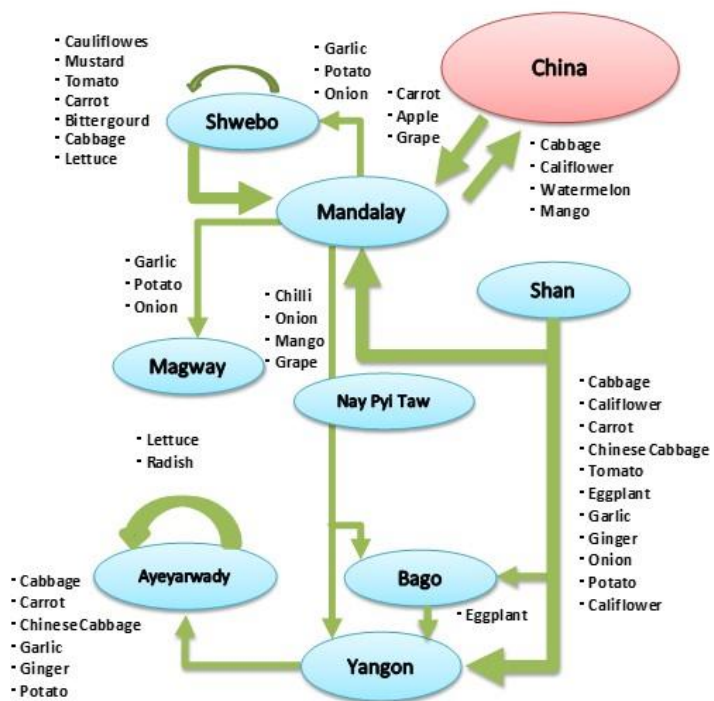 - Cauliflowes
- Mustard
- Tomato
- Carrot
- Bittergourd
- Cabbage
- Lettuce
- Garlic
- Potato
- Onion
China
- Carrot
- Apple
- Grape
Shwebo
- Cabbage
- Califlower
- Watermelon
- Mango
Mandalay
- Garlic
- Potato
- Onion
- Chilli
- Onion
- Mango
- Grape
Shan
Magway
Nay Pyi Taw
- Cabbage
- Califlower
- Carrot
- Chinese Cabbage
- Tomato
- Eggplant
- Garlic
- Ginger
- Onion
- Potato
- Califlower
- Lettuce
- Radish
Ayeyarwady
Bago
- Cabbage
- Carrot
- Chinese Cabbage
- Garlic
- Ginger
- Potato
- Eggplant
Yangon